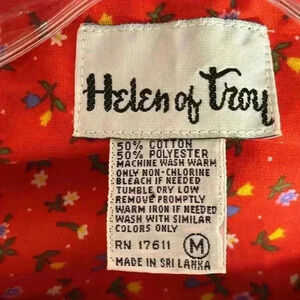 Helen of Troy
50% COTTON
50% POLYESTER
MACHINE WASH WARM
ONLY NON-CHLORINE
BLEACH IF NEEDED
TUMBLE DRY LOW
REMOVE PROMPTLY
WARM IRON IF NEEDED
WASH WITH SIMILAR
COLORS ONLY
RN 17611 M
MADE IN SRI LANKA